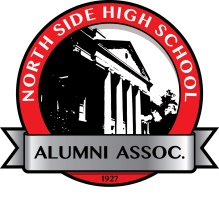 NORTH SIDE HIGH SCHOOL
ALUMNI ASSOC.
1927